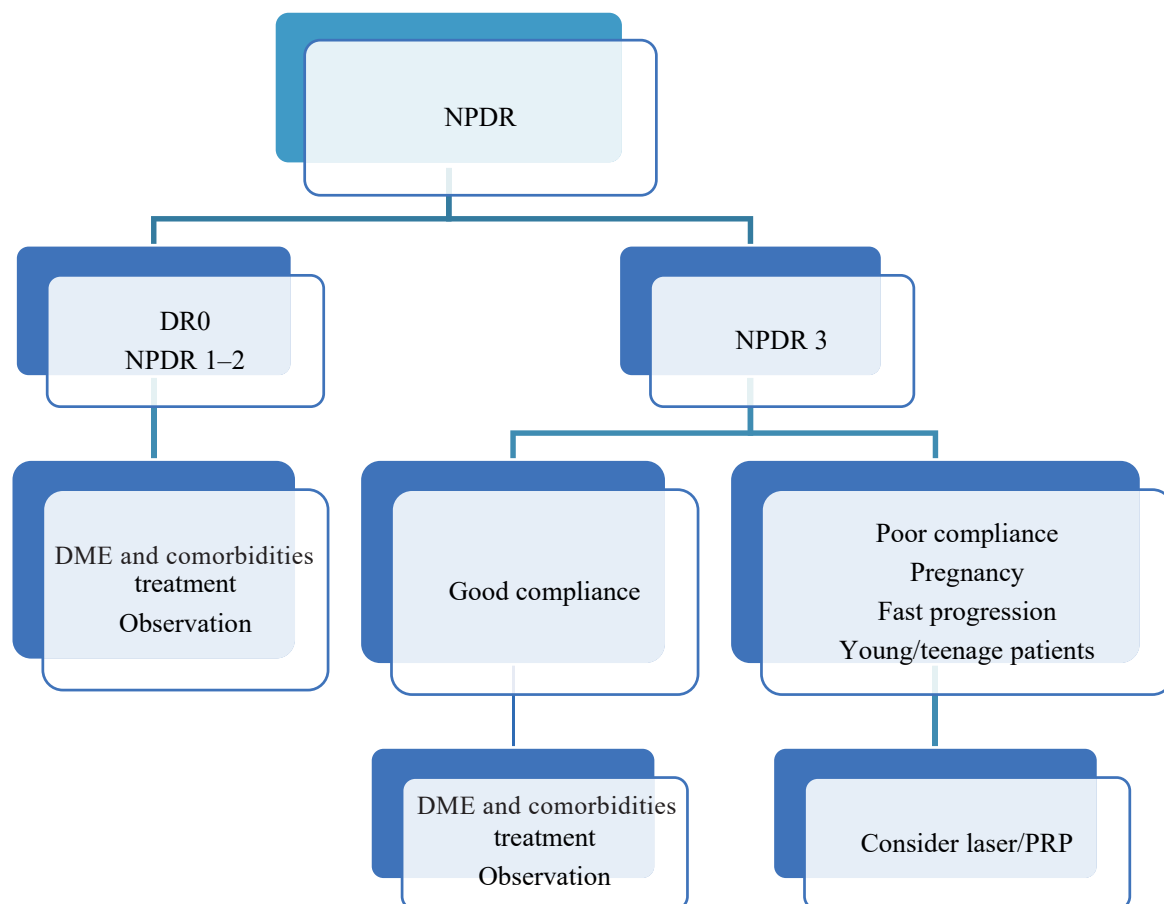 NPDR
DR0
NPDR 1–2
NPDR 3
DME and comorbidities
treatment
Observation
Good compliance
Poor compliance
Pregnancy
Fast progression
Young/teenage patients
DME and comorbidities
treatment
Observation
Consider laser/PRP